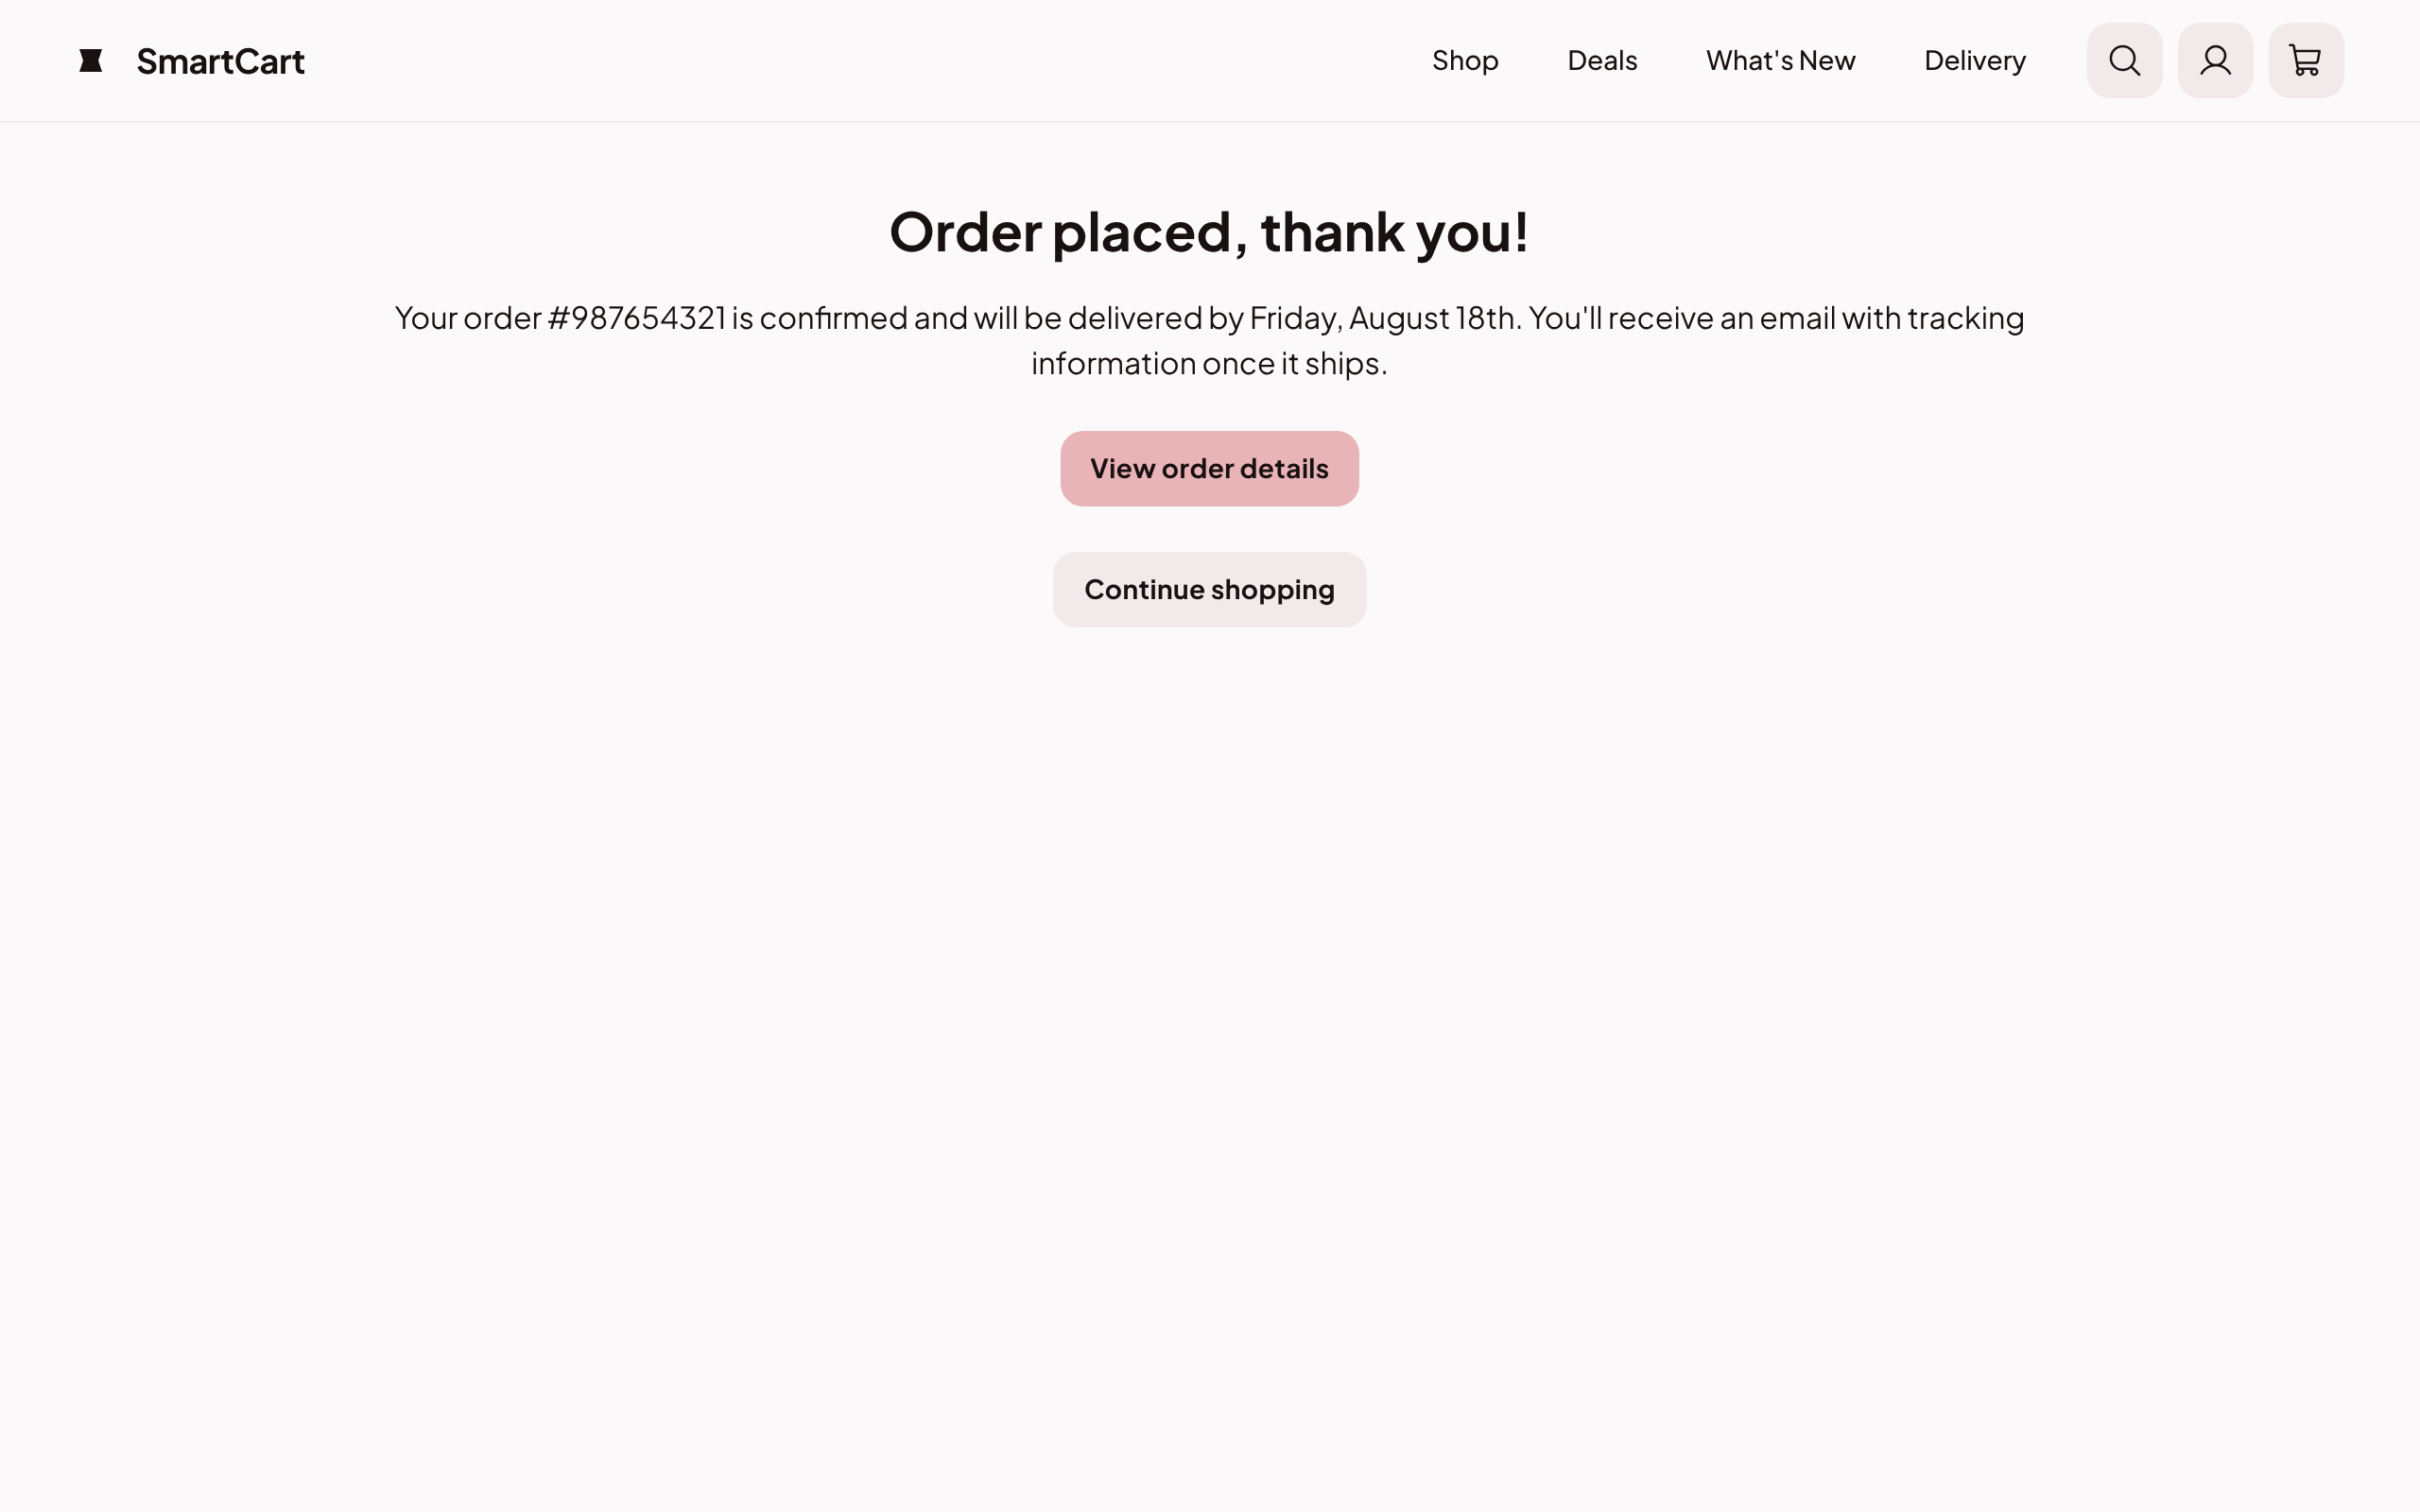 SmartCart
Shop
Deals
What's New
Delivery
Order placed, thank you!
Your order #987654321 is confirmed and will be delivered by Friday, August 18th. You'll receive an email with tracking
information once it ships.
View order details
Continue shopping